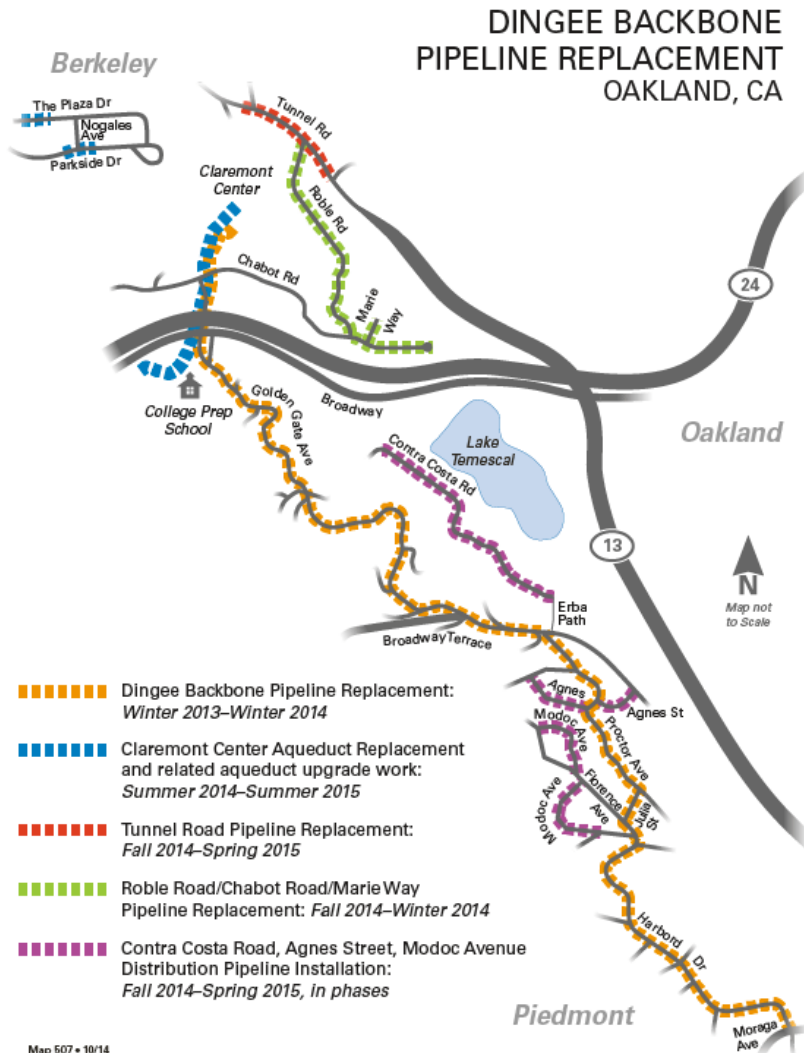 DINGEE BACKBONE
PIPELINE REPLACEMENT
OAKLAND, CA
Berkeley
The Plaza Dr
Nogales
Ave
Parkside Dr
Tunnel Rd
Claremont
Center
Roble Rd
Chabot Rd
Marie
Way
24
Golden
Gate Ave
Broadway
College Prep
School
Lake
Temescal
Contra Costa Rd
Oakland
13
N
Map not
to Scale
Erba
Path
Broadway Terrace
Agnes
Agnes St
Modoc Ave
Proctor Ave
Florence
Ave
Modoc Ave
Julia
St
Harbord
Dr
Moraga
Ave
Piedmont
Dingee Backbone Pipeline Replacement:
Winter 2013–Winter 2014
Claremont Center Aqueduct Replacement
and related aqueduct upgrade work:
Summer 2014–Summer 2015
Tunnel Road Pipeline Replacement:
Fall 2014–Spring 2015
Roble Road/Chabot Road/Marie Way
Pipeline Replacement: Fall 2014–Winter 2014
Contra Costa Road, Agnes Street, Modoc Avenue
Distribution Pipeline Installation:
Fall 2014–Spring 2015, in phases
Map 507 • 10/14